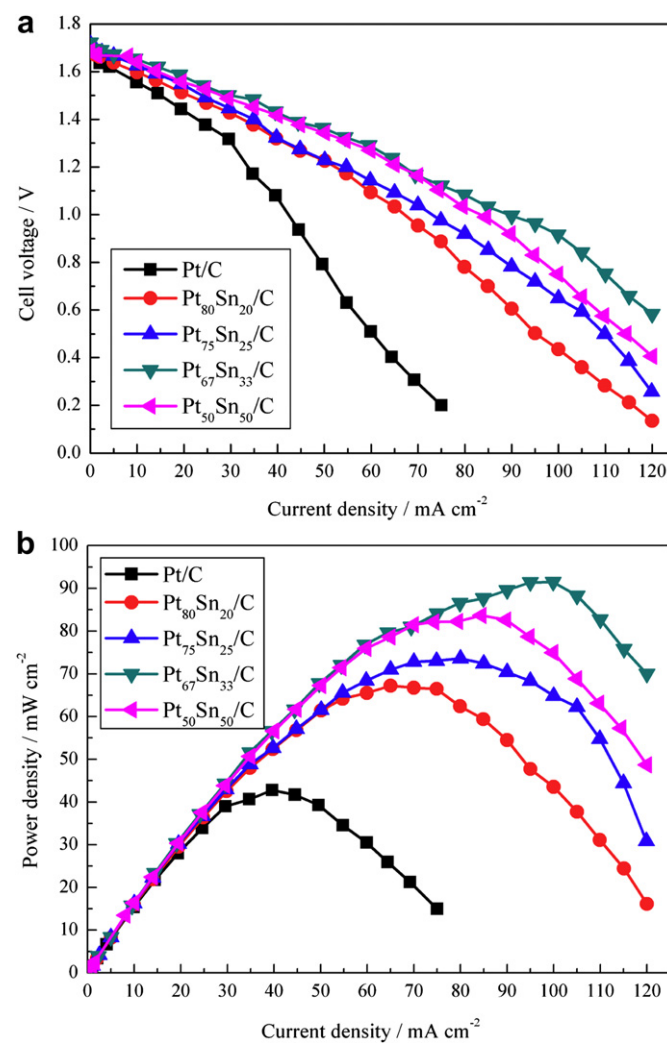 a
1.8
1.6
1.4
1.2
1.0
0.8
0.6
0.4
0.2
0.0
Cell voltage / V
Pt/C
Pt₈₀Sn₂₀/C
Pt₇₅Sn₂₅/C
Pt₆₇Sn₃₃/C
Pt₅₀Sn₅₀/C
0 10 20 30 40 50 60 70 80 90 100 110 120
Current density / mA cm⁻²
b
100
90
80
70
60
50
40
30
20
10
0
Power density / mW cm⁻²
Pt/C
Pt₈₀Sn₂₀/C
Pt₇₅Sn₂₅/C
Pt₆₇Sn₃₃/C
Pt₅₀Sn₅₀/C
0 10 20 30 40 50 60 70 80 90 100 110 120
Current density / mA cm⁻²